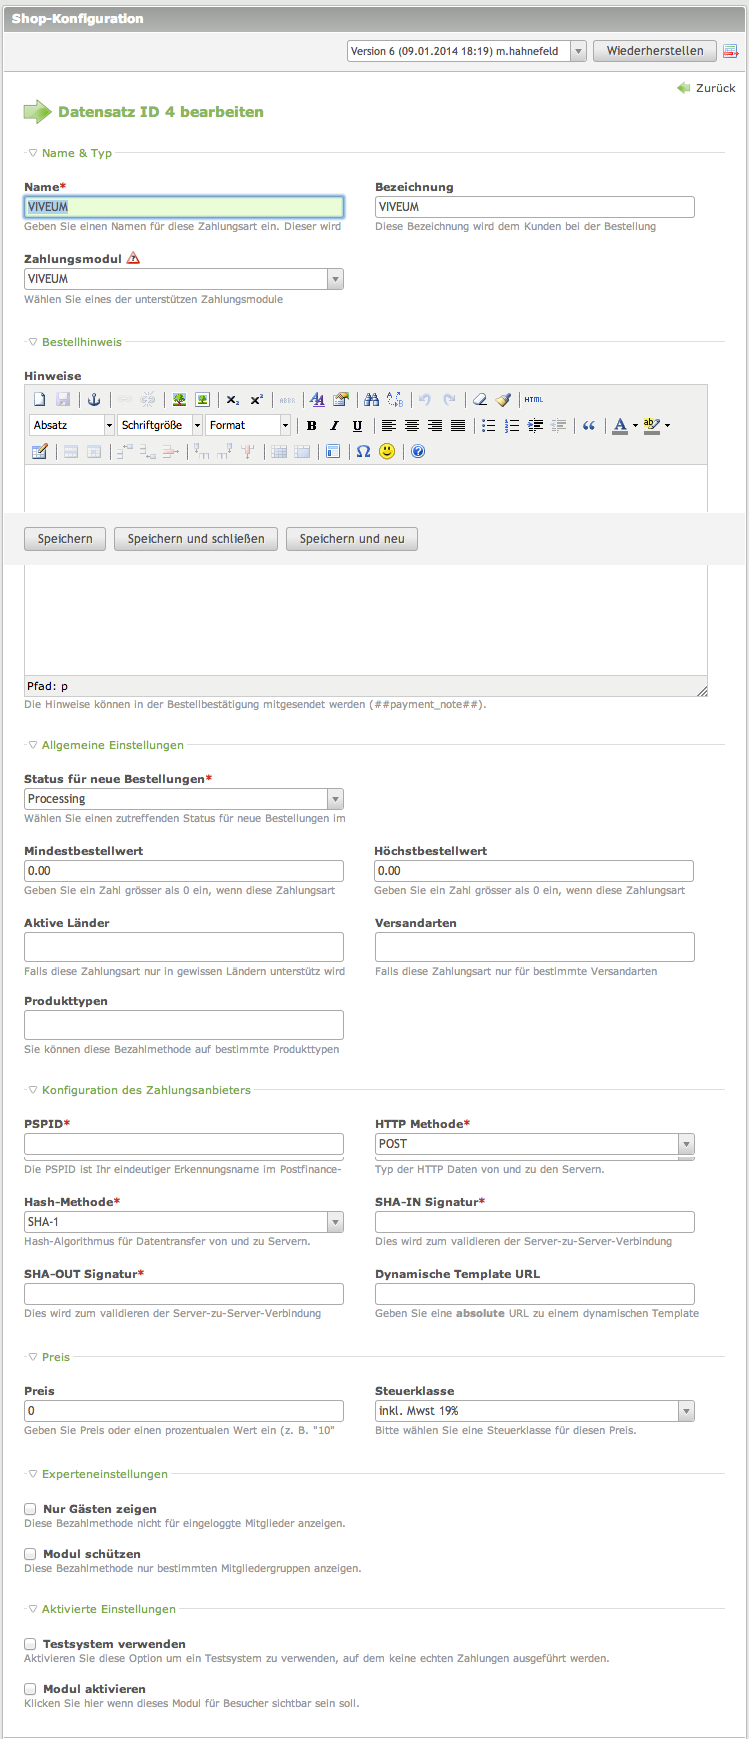 Shop-Konfiguration
Version 6 (09.01.2014 18:19) m.hahnefeld
Wiederherstellen
Zurück
Datensatz ID 4 bearbeiten
Name & Typ
Name*
Bezeichnung
VIVEUM
VIVEUM
Geben Sie einen Namen für diese Zahlungsart ein. Dieser wird
Diese Bezeichnung wird dem Kunden bei der Bestellung
Zahlungsmodul
VIVEUM
Wählen Sie eines der unterstützen Zahlungsmodule
Bestellhinweis
Hinweise
ABBR
HTML
Absatz
Schriftgröße
Format
B I U
Pfad: p
Speichern
Speichern und schließen
Speichern und neu
Die Hinweise können in der Bestellbestätigung mitgesendet werden (##payment_note##).
Allgemeine Einstellungen
Status für neue Bestellungen*
Processing
Wählen Sie einen zutreffenden Status für neue Bestellungen im
Mindestbestellwert
Höchstbestellwert
0.00
0.00
Geben Sie ein Zahl grösser als 0 ein, wenn diese Zahlungsart
Geben Sie ein Zahl grösser als 0 ein, wenn diese Zahlungsart
Aktive Länder
Versandarten
Falls diese Zahlungsart nur in gewissen Ländern unterstütz wird
Falls diese Zahlungsart nur für bestimmte Versandarten
Produkttypen
Sie können diese Bezahlmethode auf bestimmte Produkttypen
Konfiguration des Zahlungsanbieters
PSPID*
HTTP Methode*
POST
Die PSPID ist Ihr eindeutiger Erkennungsname im Postfinance-
Typ der HTTP Daten von und zu den Servern.
Hash-Methode*
SHA-IN Signatur*
SHA-1
Hash-Algorithmus für Datentransfer von und zu Servern.
Dies wird zum validieren der Server-zu-Server-Verbindung
SHA-OUT Signatur*
Dynamische Template URL
Dies wird zum validieren der Server-zu-Server-Verbindung
Geben Sie eine absolute URL zu einem dynamischen Template
Preis
Preis
Steuerklasse
0
inkl. Mwst 19%
Geben Sie Preis oder einen prozentualen Wert ein (z. B. "10"
Bitte wählen Sie eine Steuerklasse für diesen Preis.
Experteneinstellungen
Nur Gästen zeigen
Diese Bezahlmethode nicht für eingeloggte Mitglieder anzeigen.
Modul schützen
Diese Bezahlmethode nur bestimmten Mitgliedergruppen anzeigen.
Aktivierte Einstellungen
Testsystem verwenden
Aktivieren Sie diese Option um ein Testsystem zu verwenden, auf dem keine echten Zahlungen ausgeführt werden.
Modul aktivieren
Klicken Sie hier wenn dieses Modul für Besucher sichtbar sein soll.